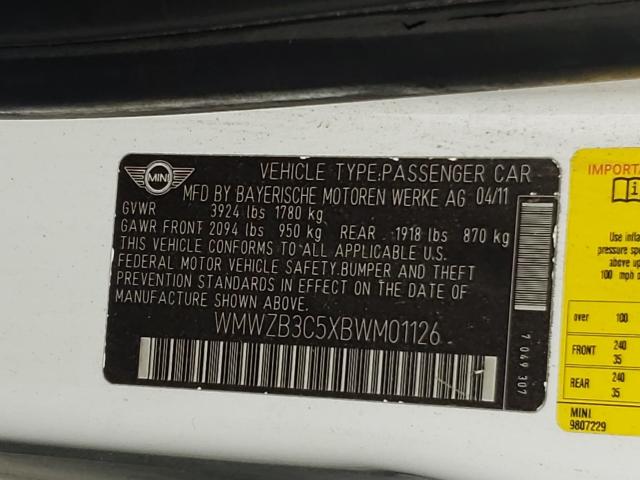 MINI
VEHICLE TYPE:PASSENGER CAR
MFD BY BAYERISCHE MOTOREN WERKE AG 04/11
GVWR 3924 lbs 1780 kg
GAWR FRONT 2094 lbs 950 kg REAR 1918 lbs 870 kg
THIS VEHICLE CONFORMS TO ALL APPLICABLE U.S.
FEDERAL MOTOR VEHICLE SAFETY.BUMPER AND THEFT
PREVENTION STANDARDS IN EFFECT ON THE DATE OF
MANUFACTURE SHOWN ABOVE.
WMWZB3C5XBWM01126
7 049 307
IMPORTA
Use infla
pressure spe
above up
100 mph o
over 100
FRONT 240
35
REAR 240
35
MINI
9807229